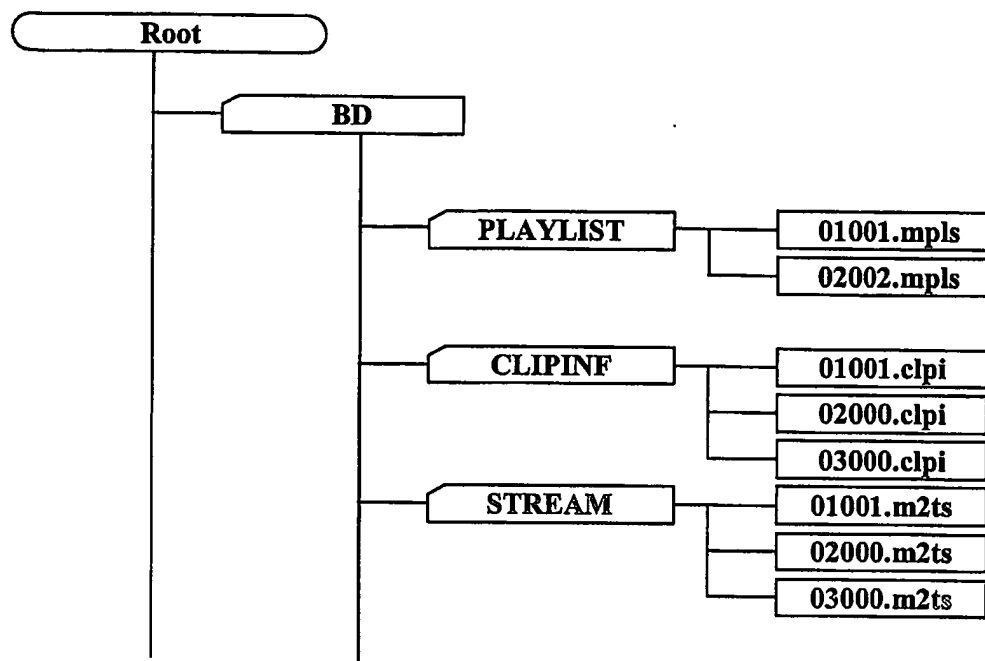 Root
BD
PLAYLIST
01001.mpls
02002.mpls
CLIPINF
01001.clpi
02000.clpi
03000.clpi
STREAM
01001.m2ts
02000.m2ts
03000.m2ts